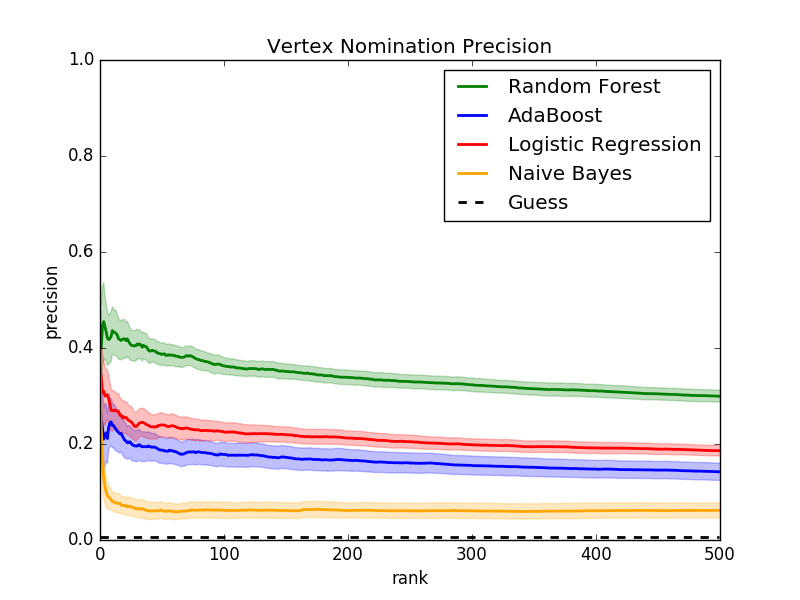 Vertex Nomination Precision
1.0
0.8
0.6
0.4
0.2
0.0
precision
Random Forest
AdaBoost
Logistic Regression
Naive Bayes
Guess
0 100 200 300 400 500
rank